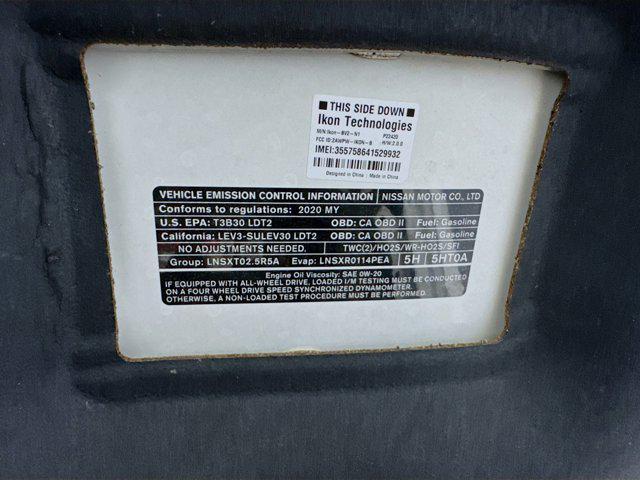 THIS SIDE DOWN
Ikon Technologies
M/N:Ikon-BV2-N1 P22420
FCC ID:2AWPW-IKON-B H/W:2.0.0
IMEI:355758641529932
Designed in China | Made in China
VEHICLE EMISSION CONTROL INFORMATION NISSAN MOTOR CO., LTD
Conforms to regulations: 2020 MY
U.S. EPA: T3B30 LDT2 OBD: CA OBD II Fuel: Gasoline
California: LEV3-SULEV30 LDT2 OBD: CA OBD II Fuel: Gasoline
NO ADJUSTMENTS NEEDED. TWC(2)/HO2S/WR-HO2S/SFI
Group: LNSXT02.5R5A Evap: LNSXR0114PEA 5H 5HT0A
Engine Oil Viscosity: SAE 0W-20
IF EQUIPPED WITH ALL-WHEEL DRIVE, LOADED I/M TESTING MUST BE CONDUCTED
ON A FOUR WHEEL DRIVE SPEED SYNCHRONIZED DYNAMOMETER.
OTHERWISE, A NON-LOADED TEST PROCEDURE MUST BE PERFORMED.